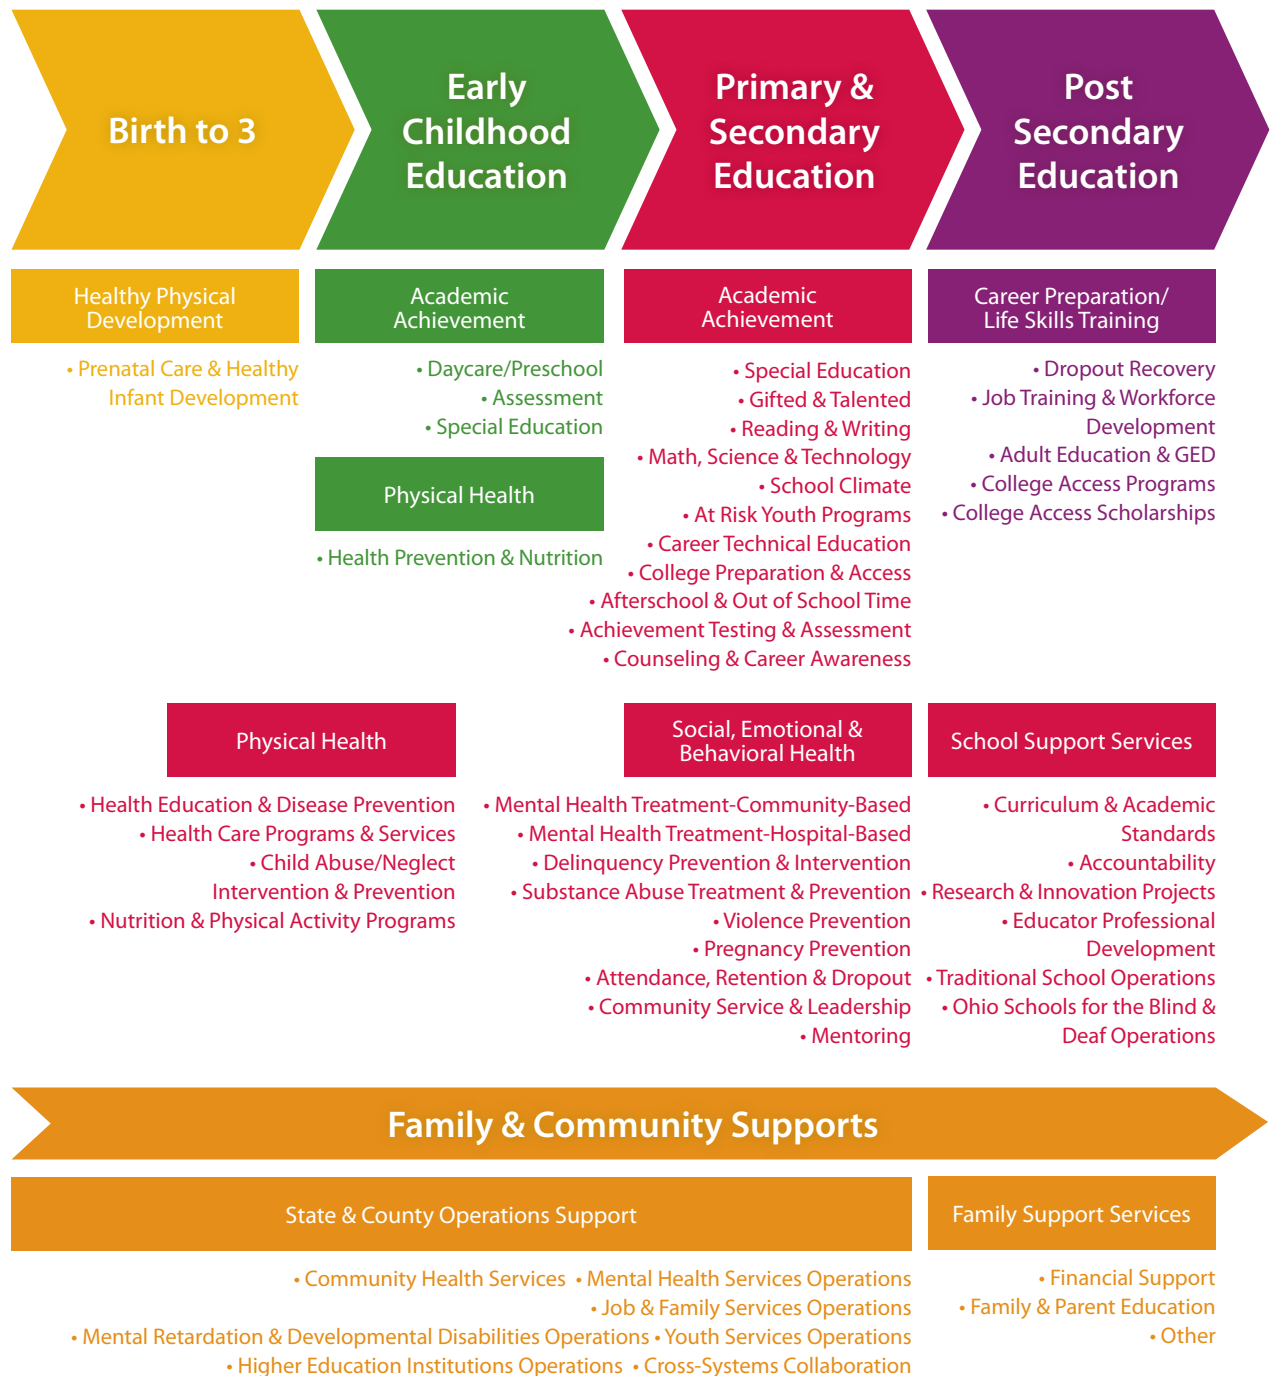 Birth to 3
Early
Childhood
Education
Primary &
Secondary
Education
Post
Secondary
Education
Healthy Physical
Development
• Prenatal Care & Healthy
Infant Development
Academic
Achievement
• Daycare/Preschool
• Assessment
• Special Education
Physical Health
• Health Prevention & Nutrition
Academic
Achievement
• Special Education
• Gifted & Talented
• Reading & Writing
• Math, Science & Technology
• School Climate
• At Risk Youth Programs
• Career Technical Education
• College Preparation & Access
• Afterschool & Out of School Time
• Achievement Testing & Assessment
• Counseling & Career Awareness
Career Preparation/
Life Skills Training
• Dropout Recovery
• Job Training & Workforce
Development
• Adult Education & GED
• College Access Programs
• College Access Scholarships
Physical Health
• Health Education & Disease Prevention
• Health Care Programs & Services
• Child Abuse/Neglect
Intervention & Prevention
• Nutrition & Physical Activity Programs
Social, Emotional &
Behavioral Health
• Mental Health Treatment-Community-Based
• Mental Health Treatment-Hospital-Based
• Delinquency Prevention & Intervention
• Substance Abuse Treatment & Prevention
• Violence Prevention
• Pregnancy Prevention
• Attendance, Retention & Dropout
• Community Service & Leadership
• Mentoring
School Support Services
• Curriculum & Academic
Standards
• Accountability
• Research & Innovation Projects
• Educator Professional
Development
• Traditional School Operations
• Ohio Schools for the Blind &
Deaf Operations
Family & Community Supports
State & County Operations Support
• Community Health Services • Mental Health Services Operations
• Job & Family Services Operations
• Mental Retardation & Developmental Disabilities Operations • Youth Services Operations
• Higher Education Institutions Operations • Cross-Systems Collaboration
Family Support Services
• Financial Support
• Family & Parent Education
• Other